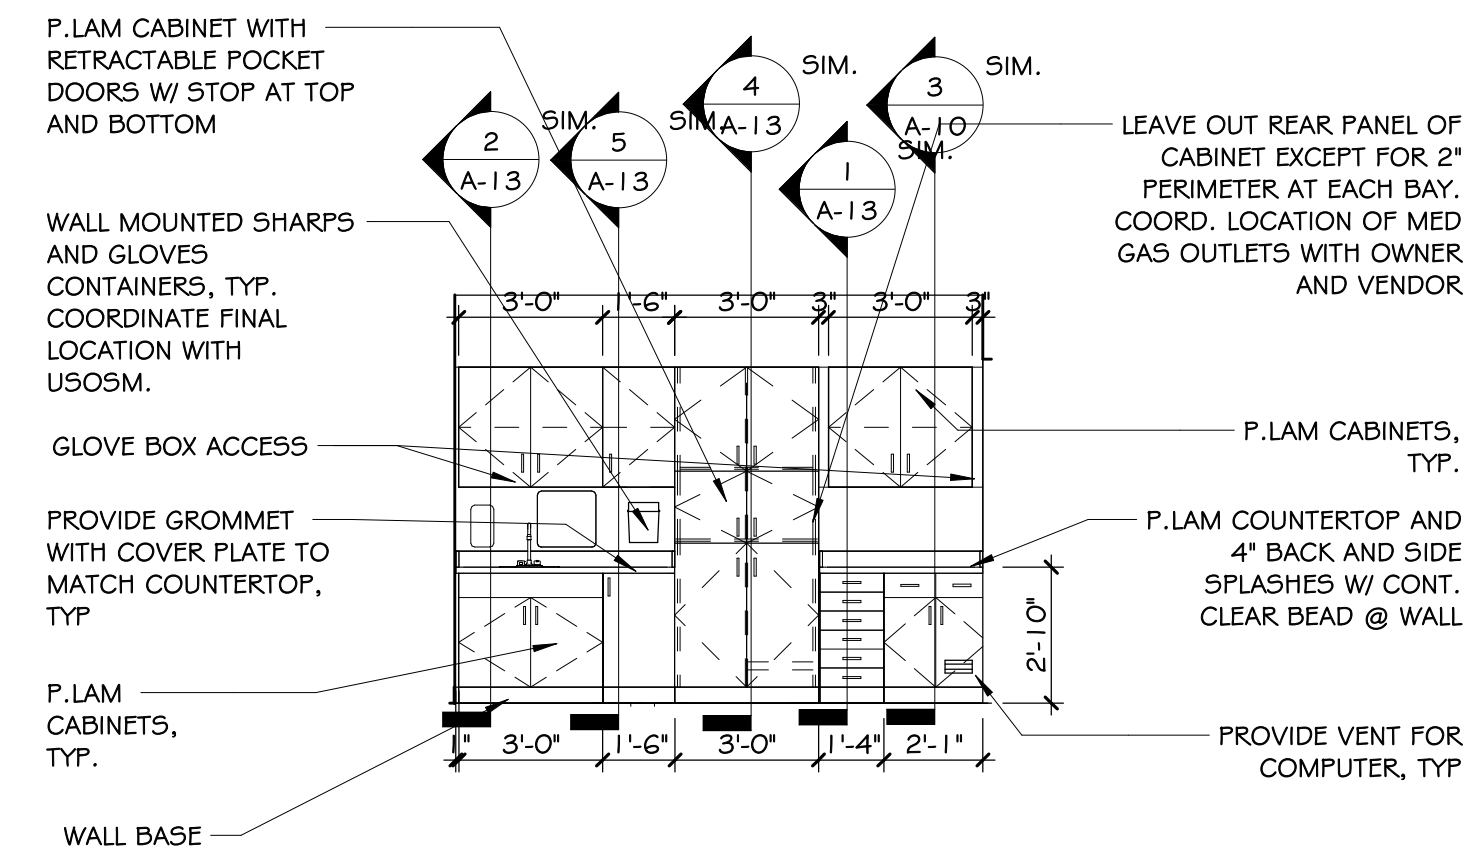 P.LAM CABINET WITH
RETRACTABLE POCKET
DOORS W/ STOP AT TOP
AND BOTTOM
2
A-13
SIM.
5
A-13
SIM.
4
A-13
SIM.
1
A-13
SIM.
3
A-10
SIM.
LEAVE OUT REAR PANEL OF
CABINET EXCEPT FOR 2"
PERIMETER AT EACH BAY.
COORD. LOCATION OF MED
GAS OUTLETS WITH OWNER
AND VENDOR
WALL MOUNTED SHARPS
AND GLOVES
CONTAINERS, TYP.
COORDINATE FINAL
LOCATION WITH
USOSM.
3'-0" 1'-6" 3'-0" 3" 3'-0" 3"
GLOVE BOX ACCESS
P.LAM CABINETS,
TYP.
PROVIDE GROMMET
WITH COVER PLATE TO
MATCH COUNTERTOP,
TYP
P.LAM COUNTERTOP AND
4" BACK AND SIDE
SPLASHES W/ CONT.
CLEAR BEAD @ WALL
2'-10"
P.LAM
CABINETS,
TYP.
PROVIDE VENT FOR
COMPUTER, TYP
1" 3'-0" 1'-6" 3'-0" 1'-4" 2'-1"
WALL BASE